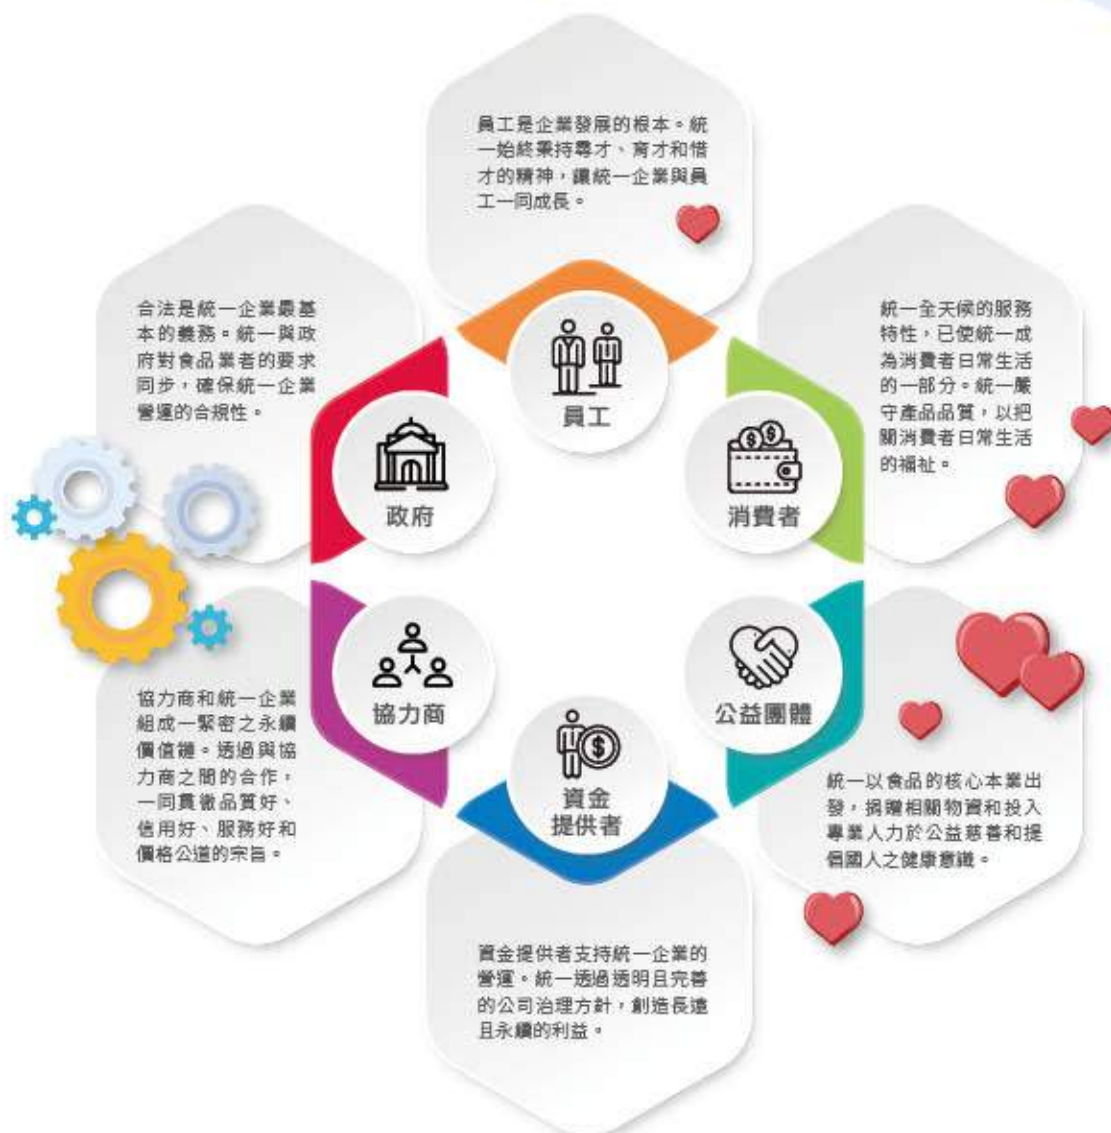 員工是企業發展的根本。統
一始終秉持尋才、育才和惜
才的精神，讓統一企業與員
工一同成長。
員工
合法是統一企業最基
本的義務。統一與政
府對食品業者的要求
同步，確保統一企業
營運的合規性。
政府
統一全天候的服務
特性，已使統一成
為消費者日常生活
的一部分。統一嚴
守產品品質，以把
關消費者日常生活
的福祉。
消費者
協力商和統一企業
組成一緊密之永續
價值鏈。透過與協
力商之間的合作，
一同貫徹品質好、
信用好、服務好和
價格公道的宗旨。
協力商
公益團體
統一以食品的核心本業出
發，捐贈相關物資和投入
專業人力於公益慈善和提
倡國人之健康意識。
資金
提供者
資金提供者支持統一企業的
營運。統一透過透明且完善
的公司治理方針，創造長遠
且永續的利益。